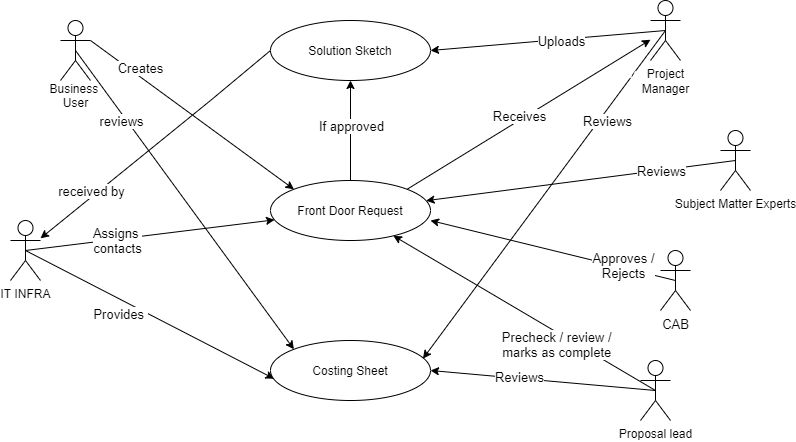 Solution Sketch
Uploads
Project
Manager
Creates
Business
User
reviews
If approved
Receives
Reviews
Reviews
received by
Front Door Request
Subject Matter Experts
Assigns
contacts
IT INFRA
Approves /
Rejects
CAB
Provides
Precheck / review /
marks as complete
Costing Sheet
Reviews
Proposal lead